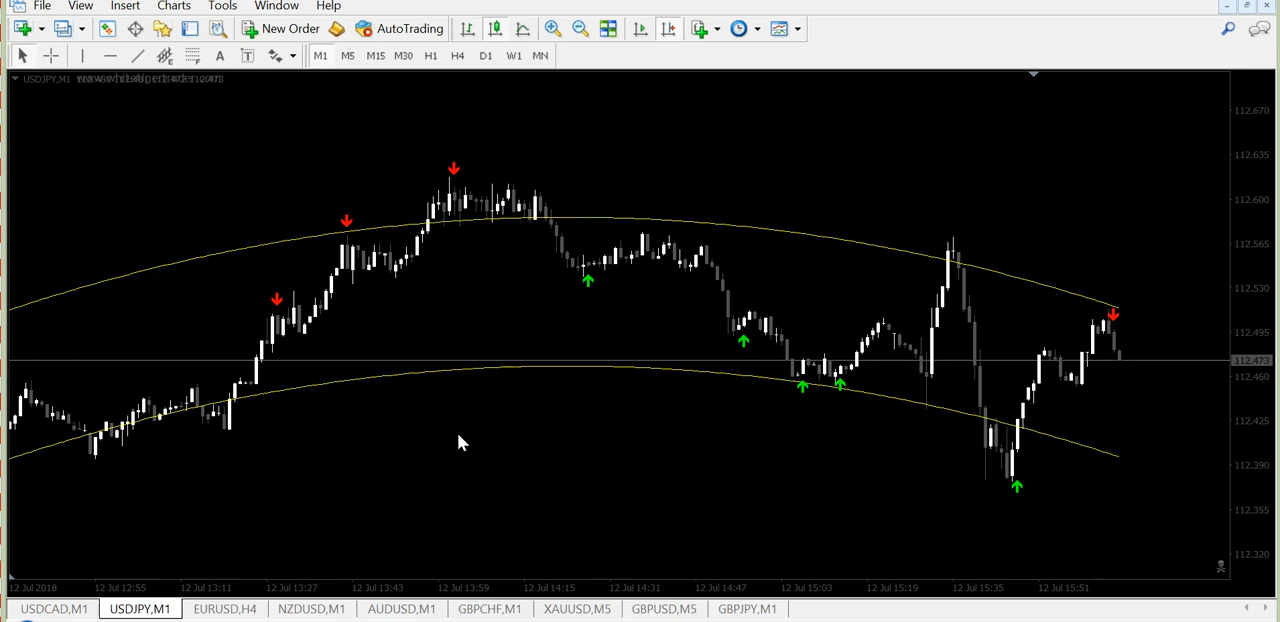 File View Insert Charts Tools Window Help
New Order AutoTrading
A T M1 M5 M15 M30 H1 H4 D1 W1 MN
USDJPY,M1
112.670
112.635
112.600
112.565
112.530
112.495
112.473
112.460
112.425
112.390
112.355
112.320
12 Jul 2018 12 Jul 12:55 12 Jul 13:11 12 Jul 13:27 12 Jul 13:43 12 Jul 13:59 12 Jul 14:15 12 Jul 14:31 12 Jul 14:47 12 Jul 15:03 12 Jul 15:19 12 Jul 15:35 12 Jul 15:51
USDCAD,M1 USDJPY,M1 EURUSD,H4 NZDUSD,M1 AUDUSD,M1 GBPCHF,M1 XAUUSD,M5 GBPUSD,M5 GBPJPY,M1